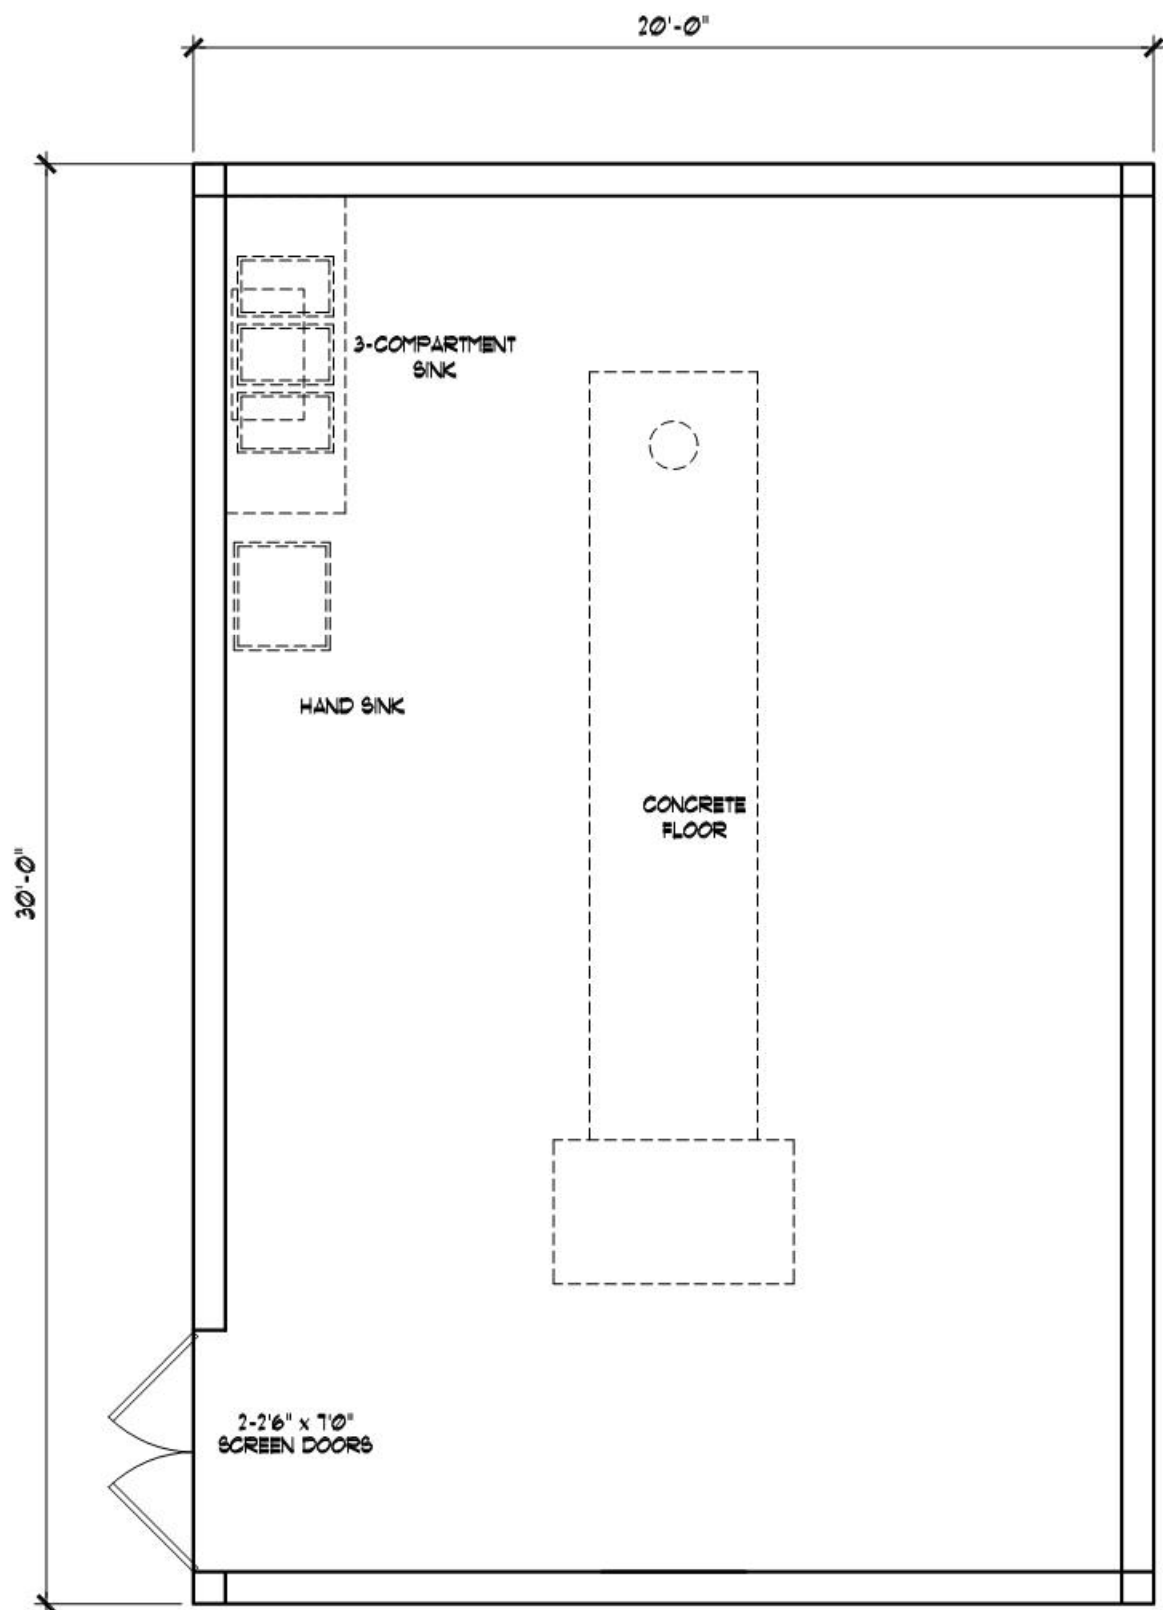 20'-0"
3-COMPARTMENT
SINK
HAND SINK
CONCRETE
FLOOR
30'-0"
2-2'6" x 7'0"
SCREEN DOORS